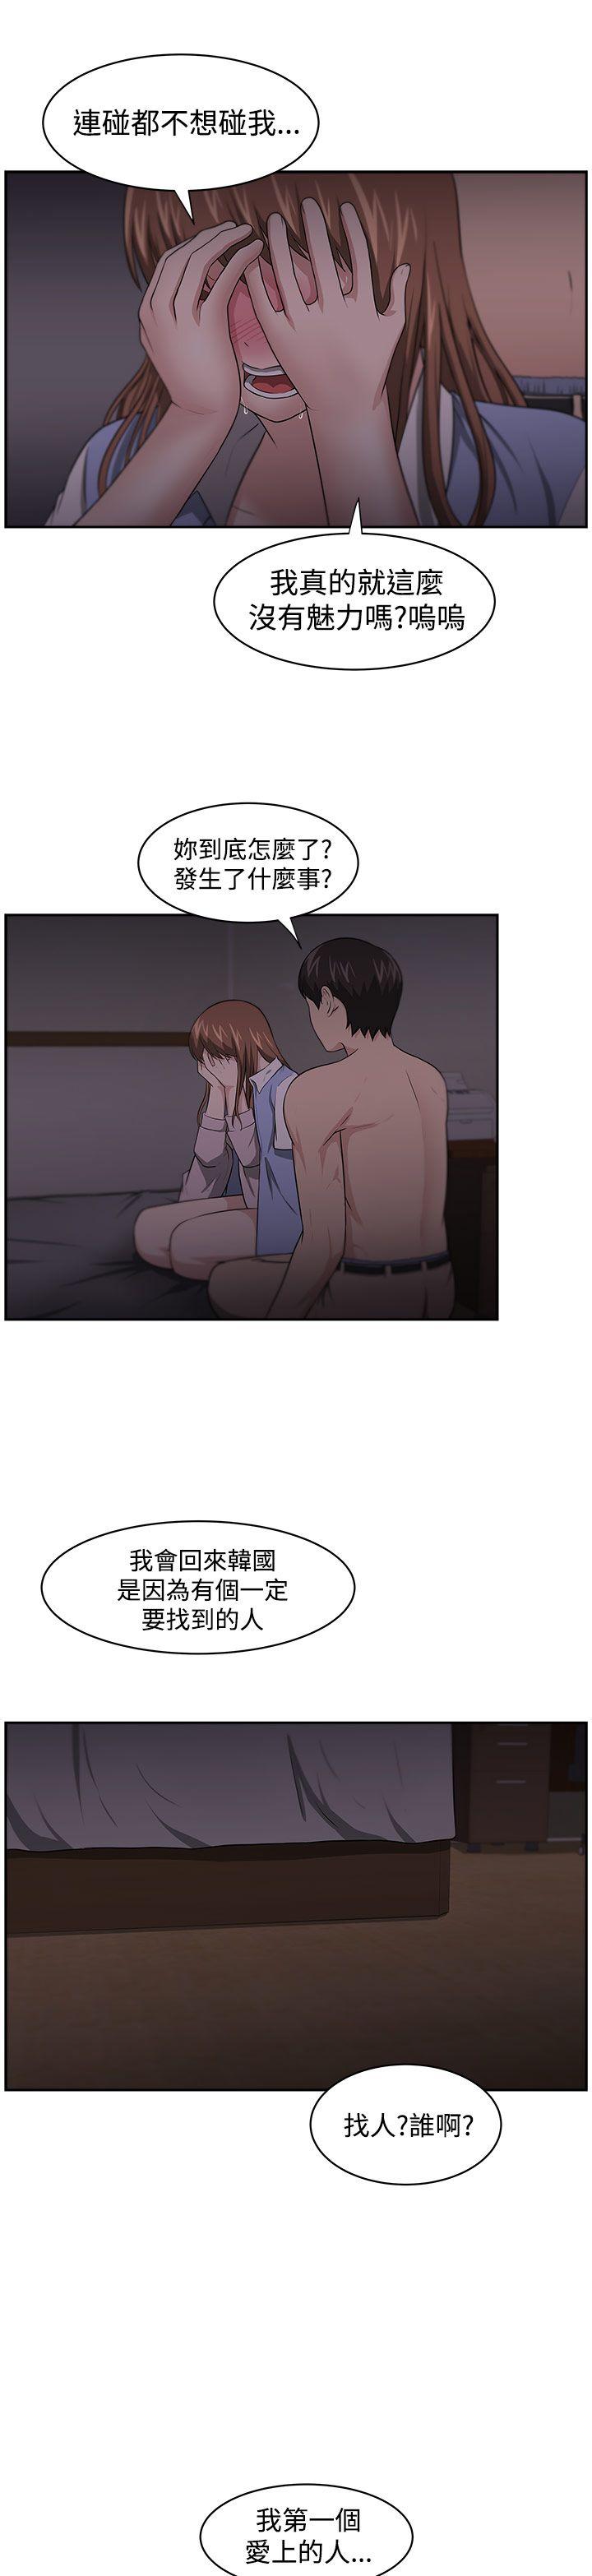 連碰都不想碰我...
我真的就這麼
沒有魅力嗎?嗚嗚
妳到底怎麼了?
發生了什麼事?
我會回來韓國
是因為有個一定
要找到的人
找人?誰啊?
我第一個
愛上的人...